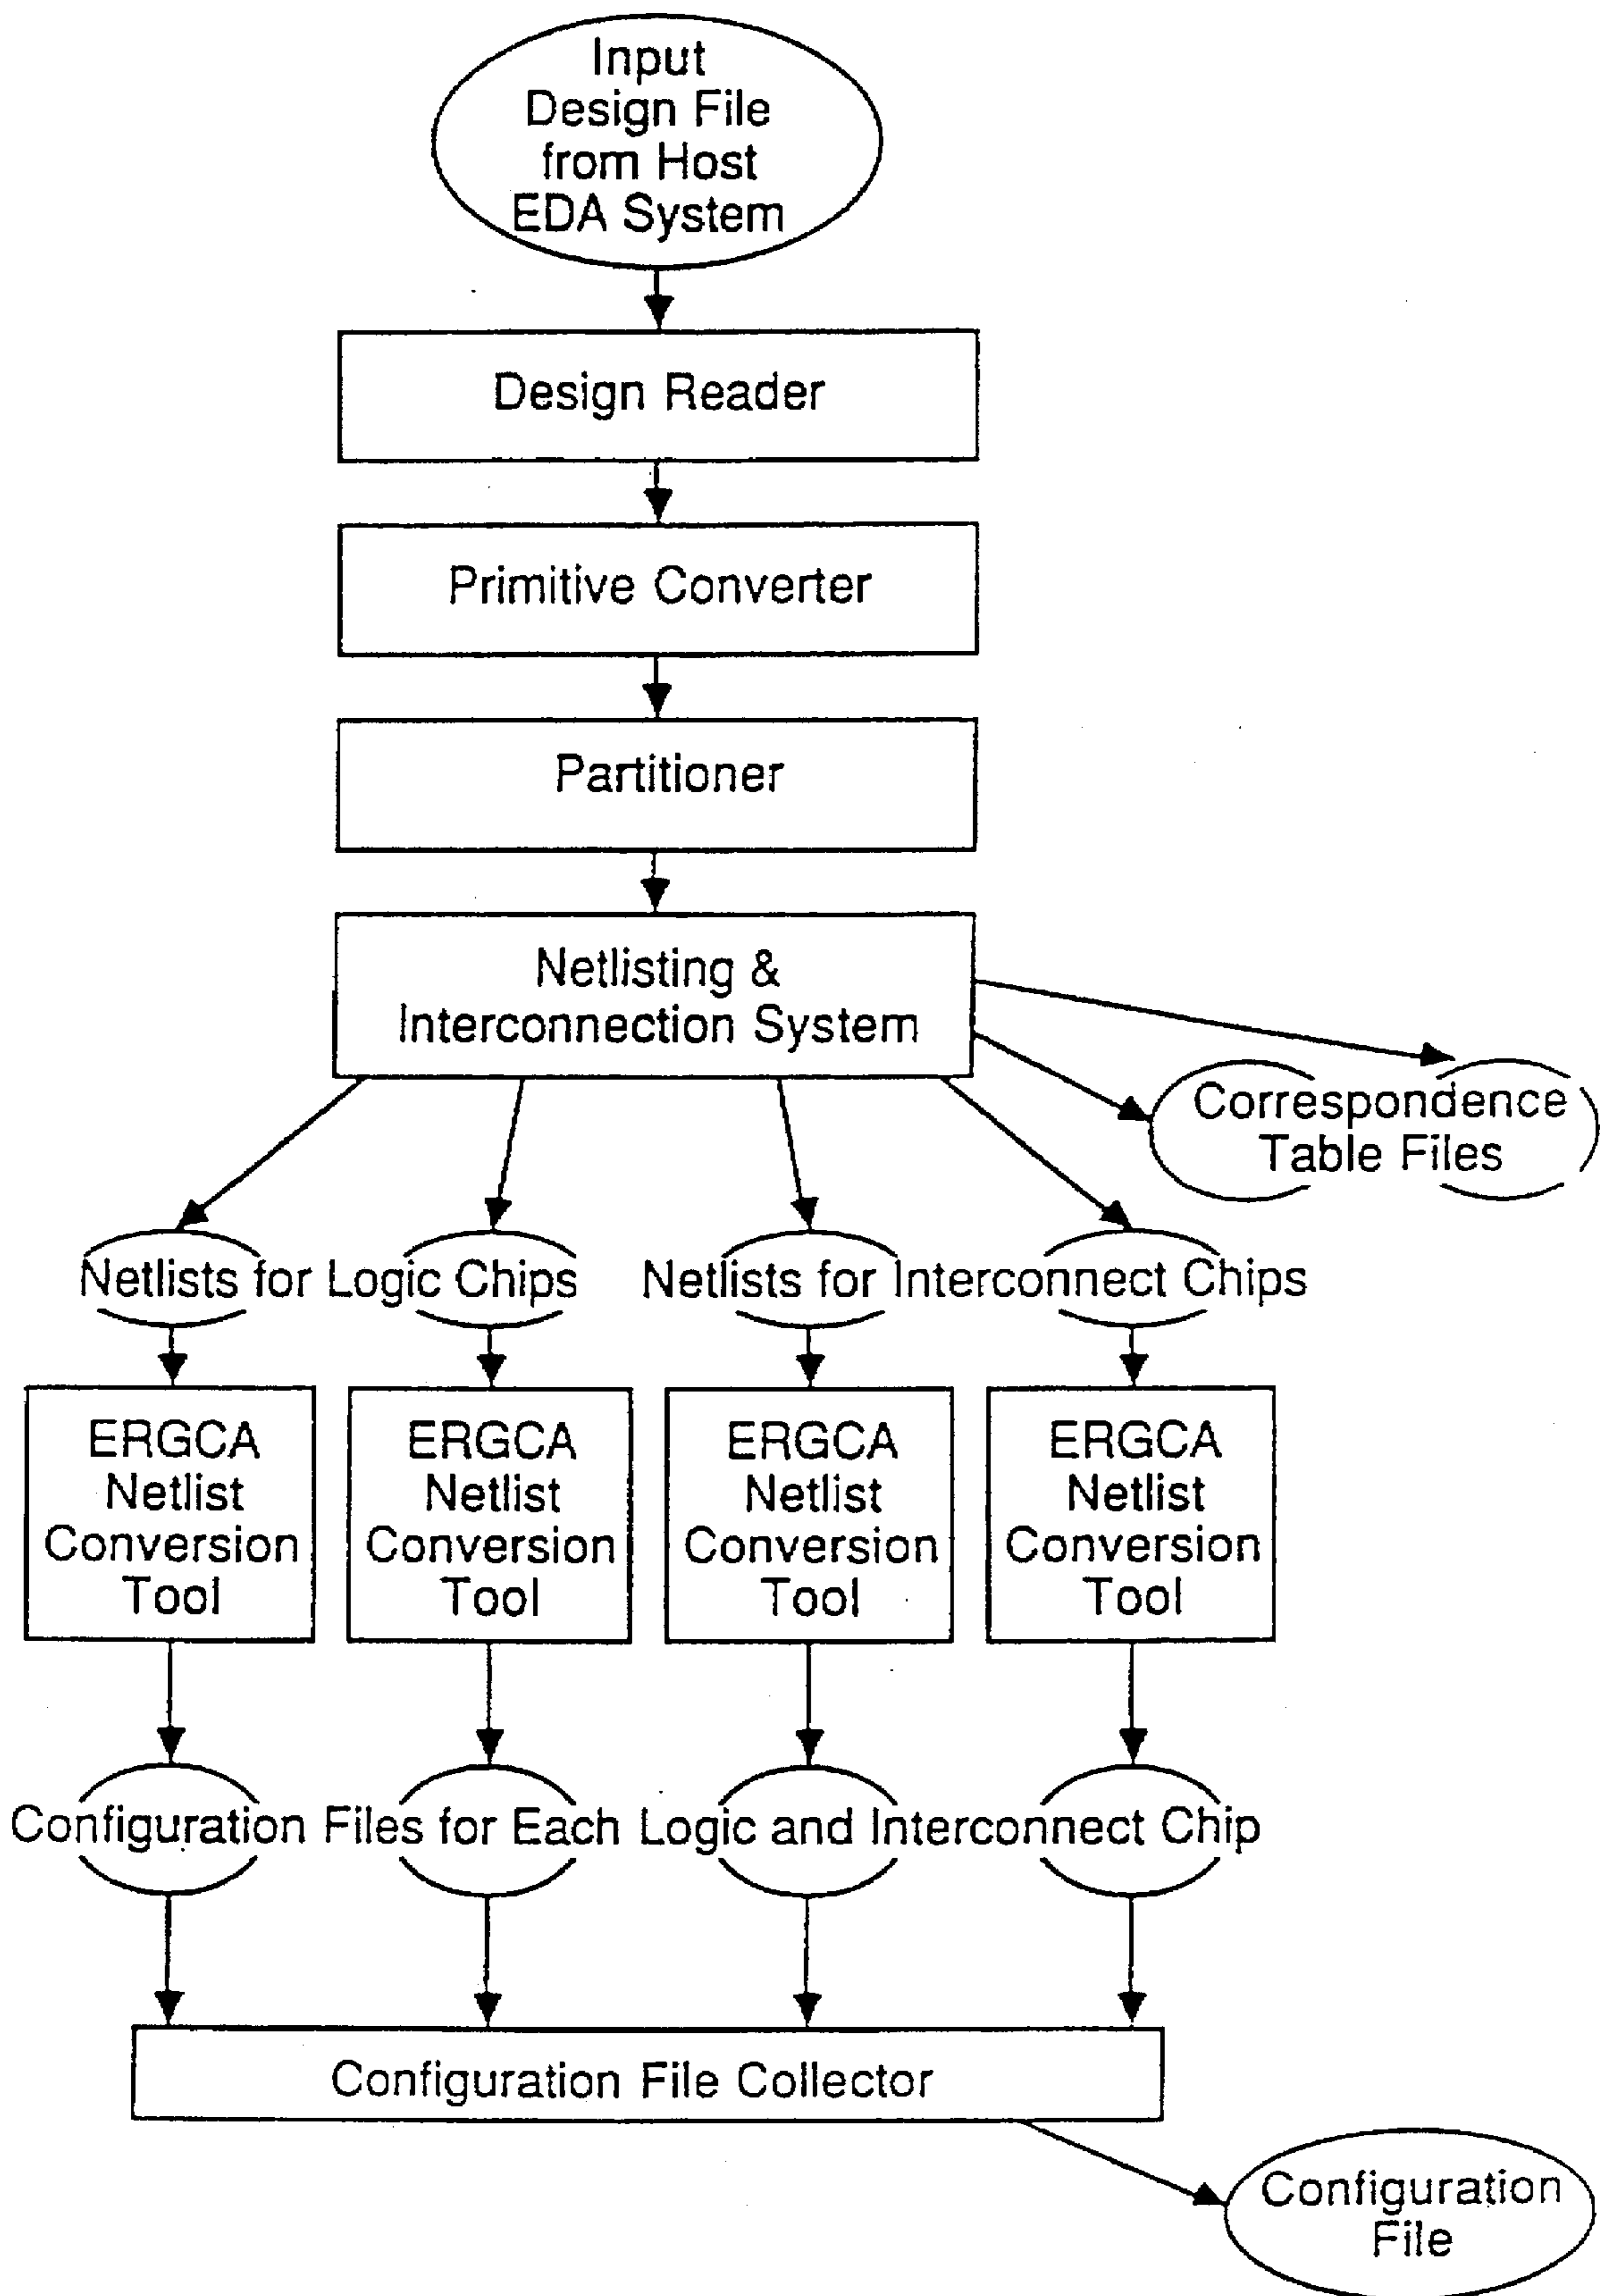 Input
Design File
from Host
EDA System
Design Reader
Primitive Converter
Partitioner
Netlisting &
Interconnection System
Correspondence
Table Files
Netlists for Logic Chips
Netlists for Interconnect Chips
ERGCA
Netlist
Conversion
Tool
ERGCA
Netlist
Conversion
Tool
ERGCA
Netlist
Conversion
Tool
ERGCA
Netlist
Conversion
Tool
Configuration Files for Each Logic and Interconnect Chip
Configuration File Collector
Configuration
File